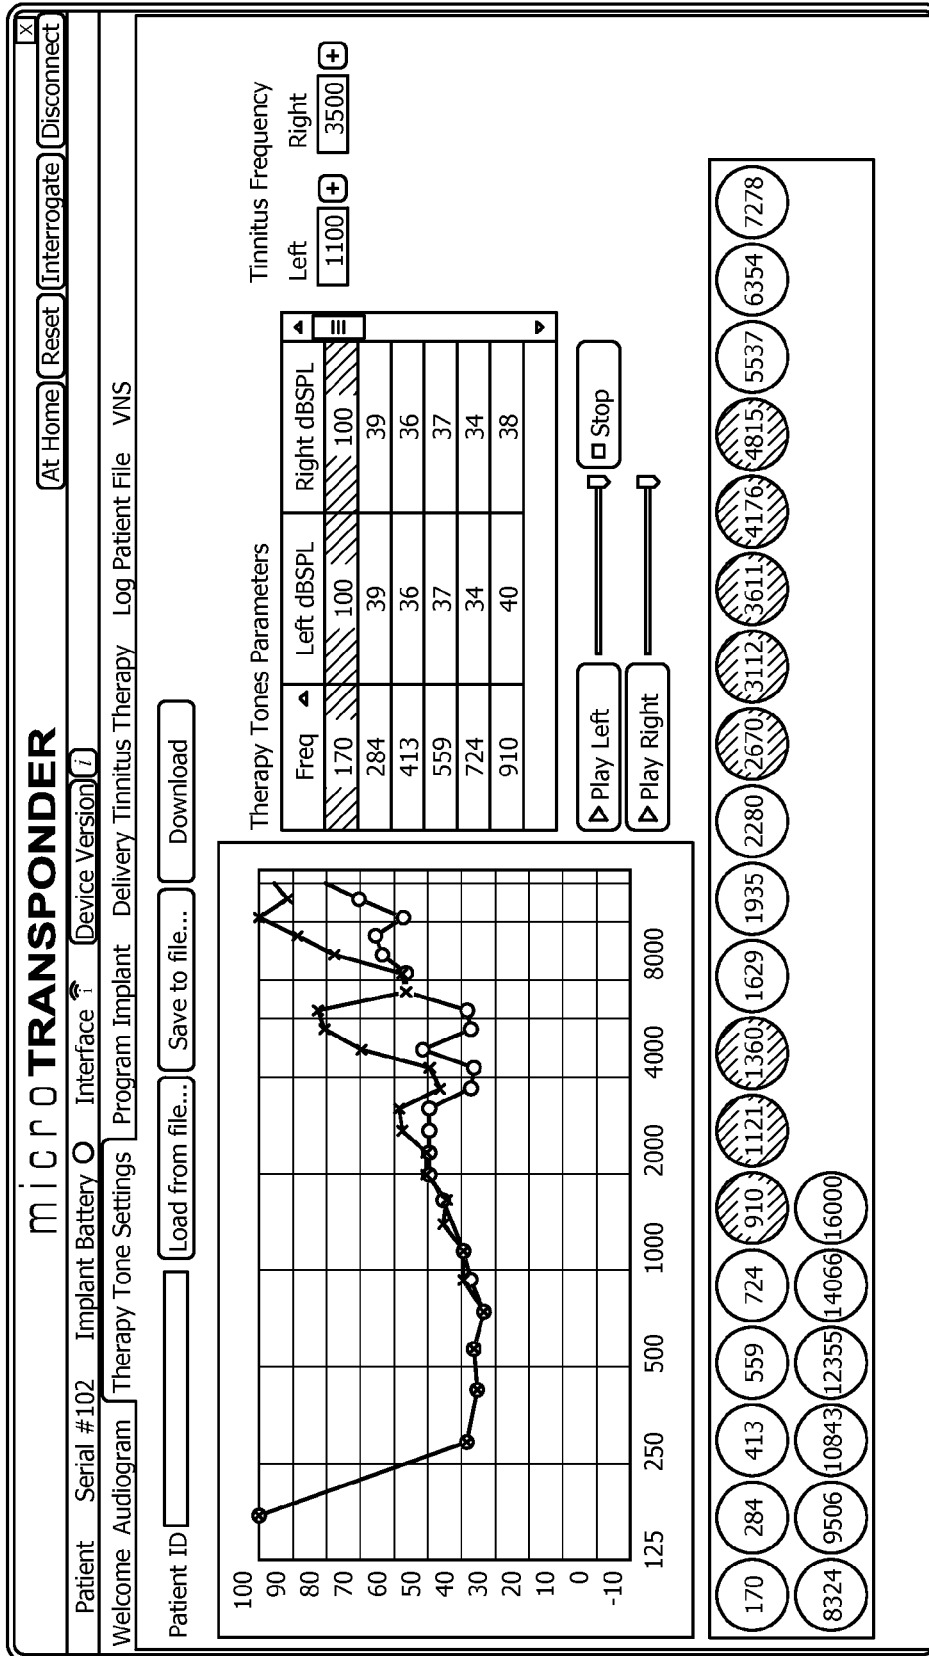 microTRANSPONDER
X
At Home Reset Interrogate Disconnect
Patient Serial #102 Implant Battery Interface Device Version i
Welcome Audiogram Therapy Tone Settings Program Implant Delivery Tinnitus Therapy Log Patient File VNS
Patient ID Load from file... Save to file... Download
100
90
80
70
60
50
40
30
20
10
0
-10
125 250 500 1000 2000 4000 8000
Therapy Tones Parameters
Freq Left dBSPL Right dBSPL
170 100 100
284 39 39
413 36 36
559 37 37
724 34 34
910 40 38
Play Left Stop
Play Right
Tinnitus Frequency
Left Right
1100 + 3500 +
170 284 413 559 724 910 1121 1360 1629 1935 2280 2670 3112 3611 4176 4815 5537 6354 7278
8324 9506 10843 12355 14066 16000